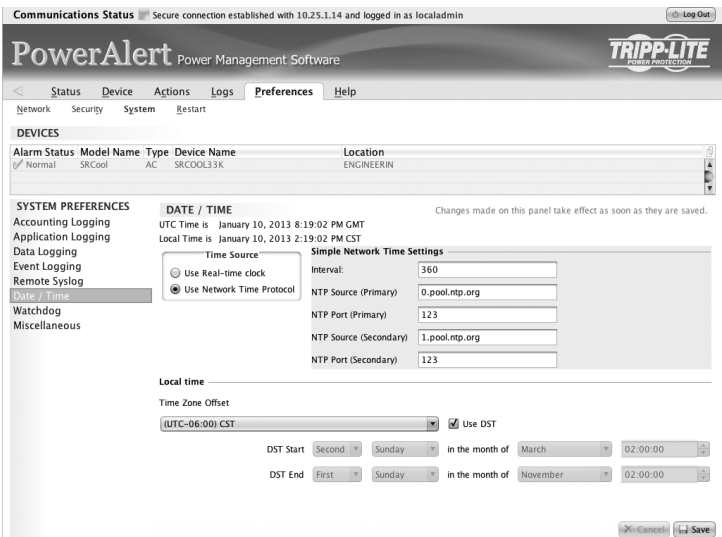 Communications Status Secure connection established with 10.25.1.14 and logged in as localadmin Log Out
PowerAlert Power Management Software
TRIPP·LITE
POWER PROTECTION
Status Device Actions Logs Preferences Help
Network Security System Restart
DEVICES
Alarm Status Model Name Type Device Name Location
Normal SRCool AC SRCOOL33K ENGINEERIN
SYSTEM PREFERENCES
Accounting Logging
Application Logging
Data Logging
Event Logging
Remote Syslog
Date / Time
Watchdog
Miscellaneous
DATE / TIME Changes made on this panel take effect as soon as they are saved.
UTC Time is January 10, 2013 8:19:02 PM GMT
Local Time is January 10, 2013 2:19:02 PM CST
Time Source
Use Real-time clock
Use Network Time Protocol
Simple Network Time Settings
Interval: 360
NTP Source (Primary) 0.pool.ntp.org
NTP Port (Primary) 123
NTP Source (Secondary) 1.pool.ntp.org
NTP Port (Secondary) 123
Local time
Time Zone Offset
(UTC-06:00) CST Use DST
DST Start Second Sunday in the month of March 02:00:00
DST End First Sunday in the month of November 02:00:00
Cancel Save